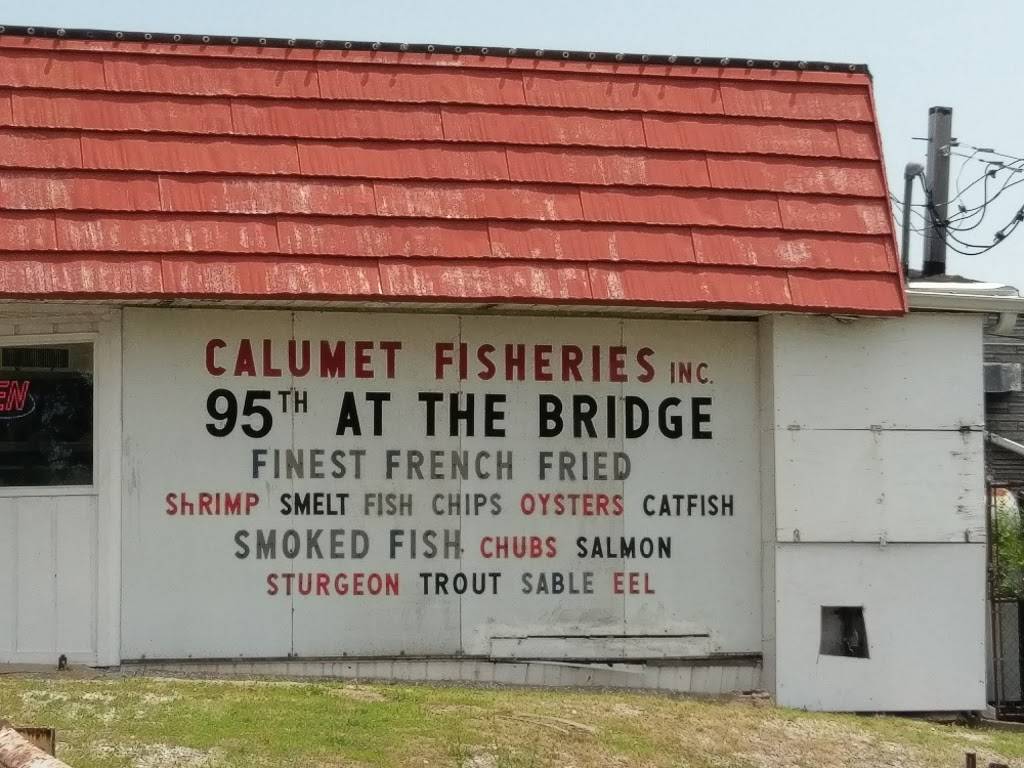 CALUMET FISHERIES INC.
95TH AT THE BRIDGE
FINEST FRENCH FRIED
ShRIMP SMELT FISH CHIPS OYSTERS CATFISH
SMOKED FISH CHUBS SALMON
STURGEON TROUT SABLE EEL
EN